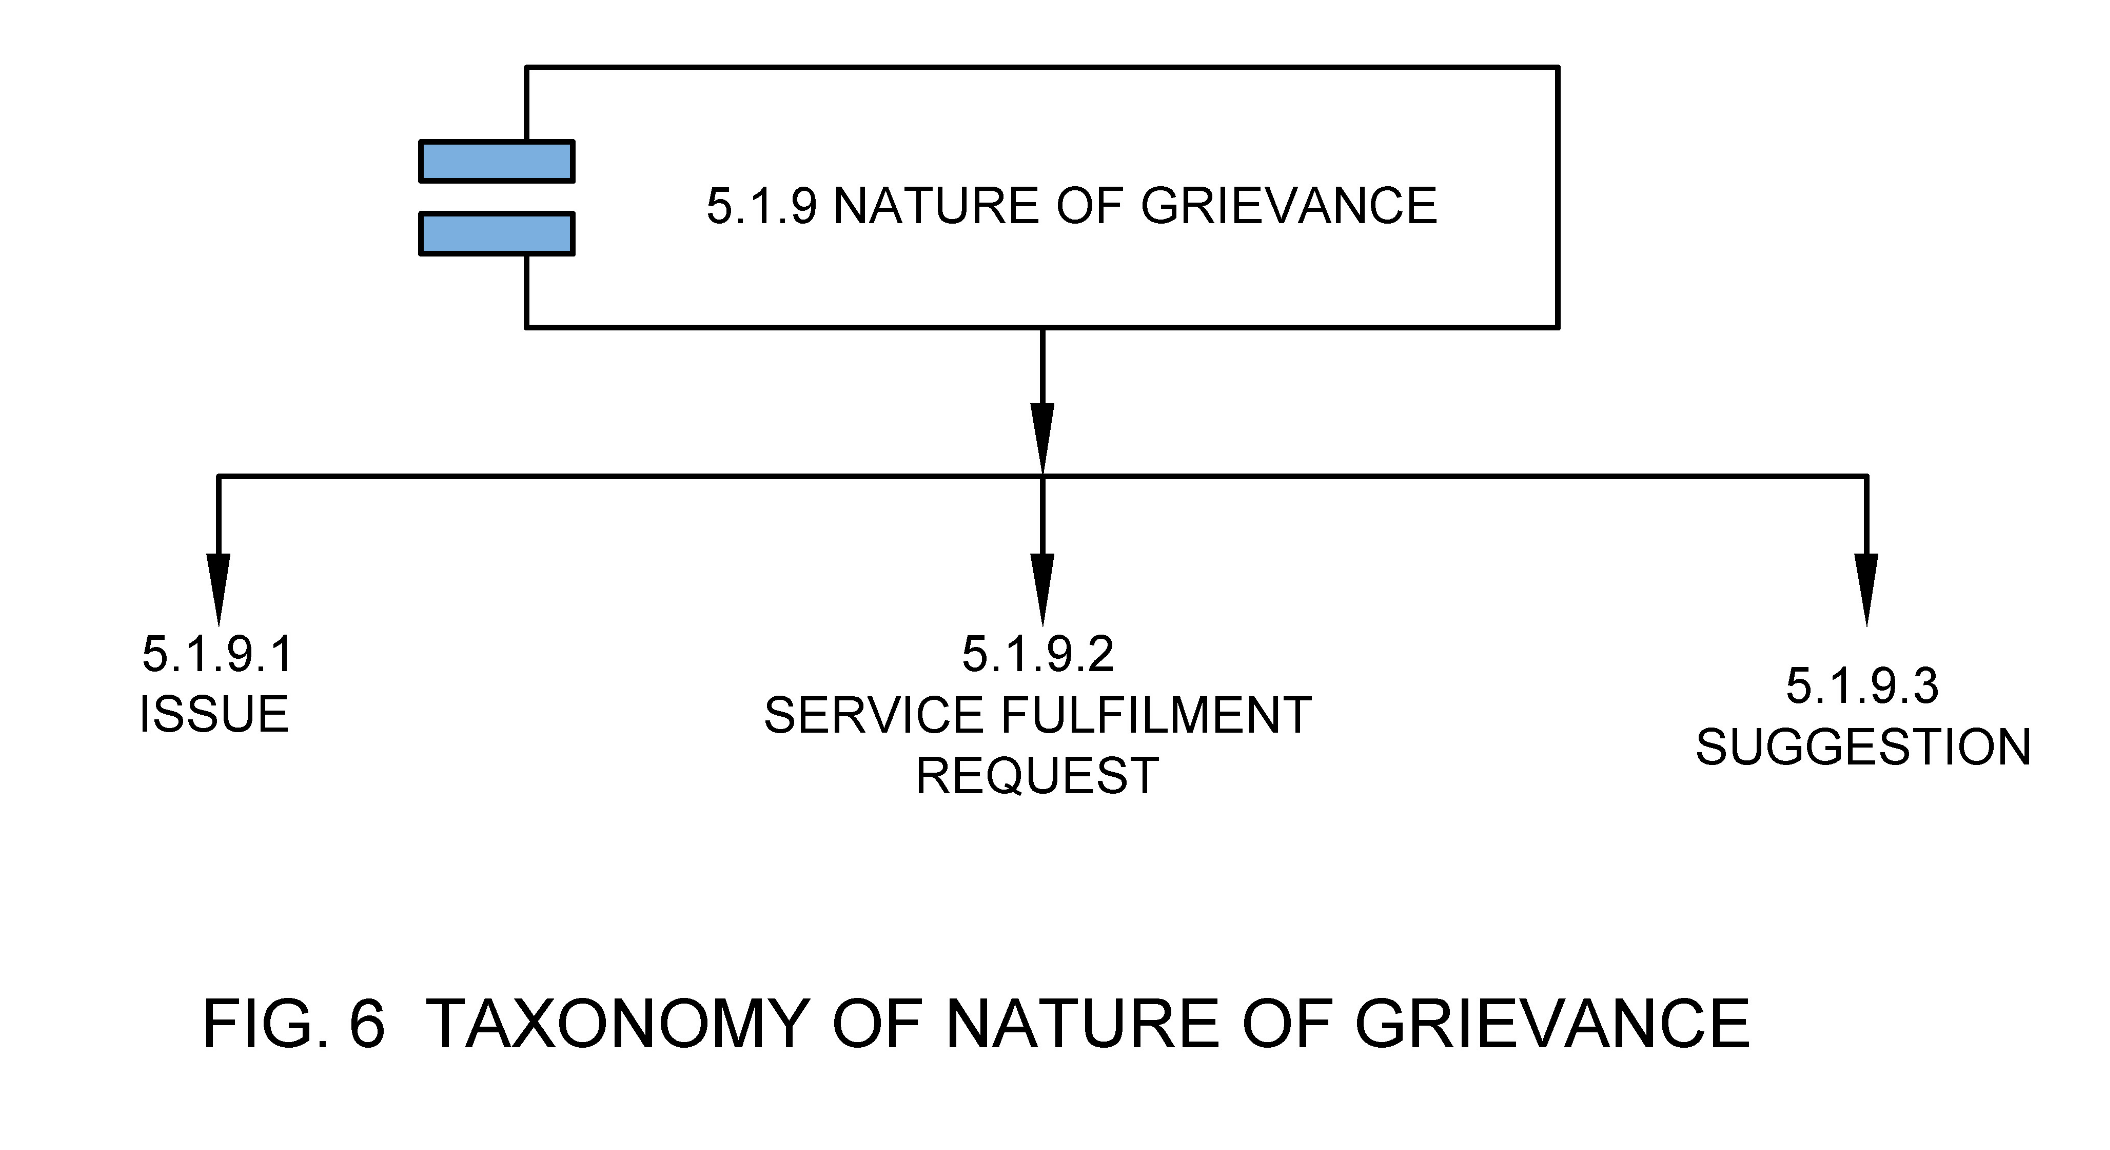 5.1.9 NATURE OF GRIEVANCE
5.1.9.1
ISSUE
5.1.9.2
SERVICE FULFILMENT
REQUEST
5.1.9.3
SUGGESTION
FIG. 6 TAXONOMY OF NATURE OF GRIEVANCE